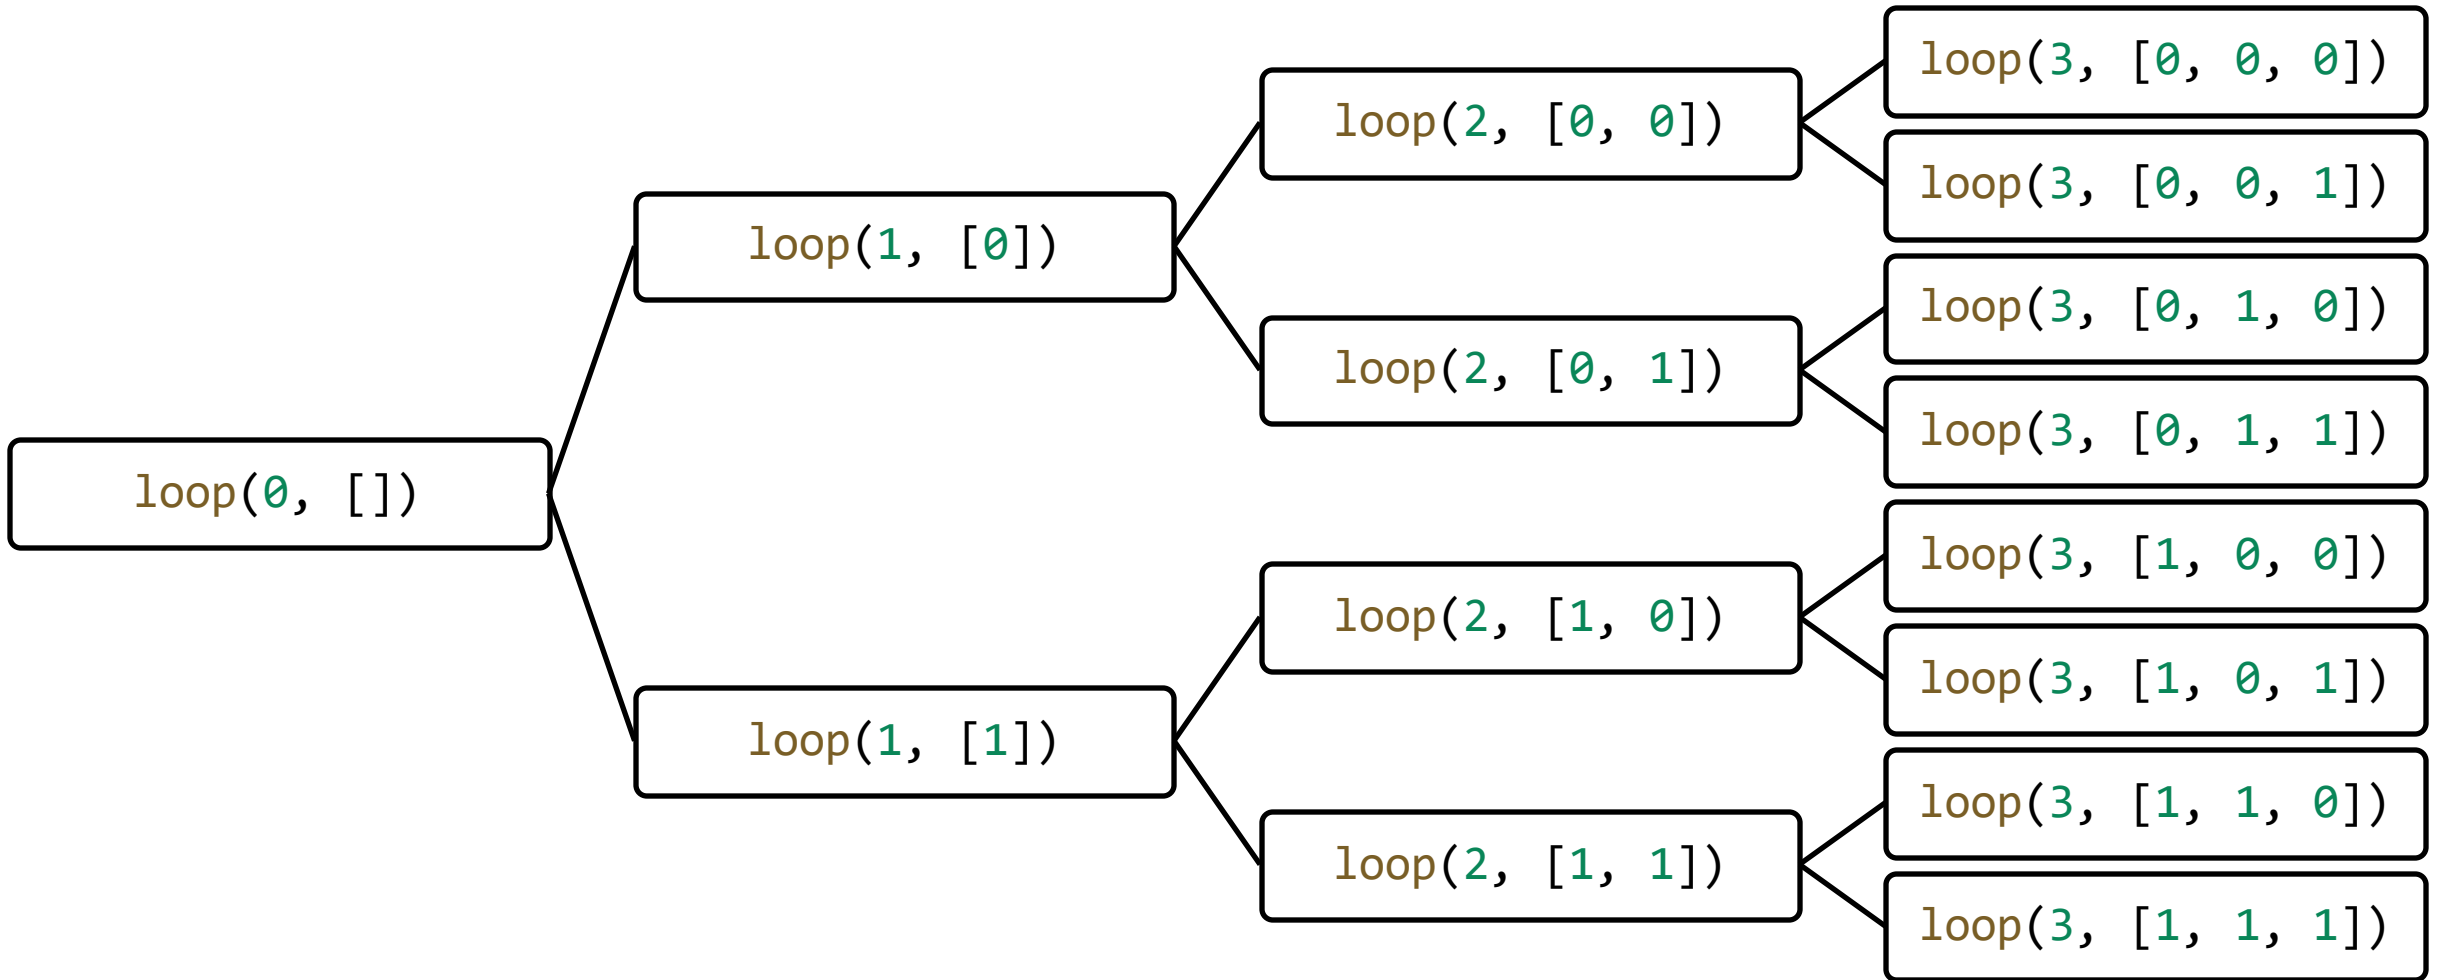 loop(0, [])
loop(1, [0])
loop(1, [1])
loop(2, [0, 0])
loop(2, [0, 1])
loop(2, [1, 0])
loop(2, [1, 1])
loop(3, [0, 0, 0])
loop(3, [0, 0, 1])
loop(3, [0, 1, 0])
loop(3, [0, 1, 1])
loop(3, [1, 0, 0])
loop(3, [1, 0, 1])
loop(3, [1, 1, 0])
loop(3, [1, 1, 1])